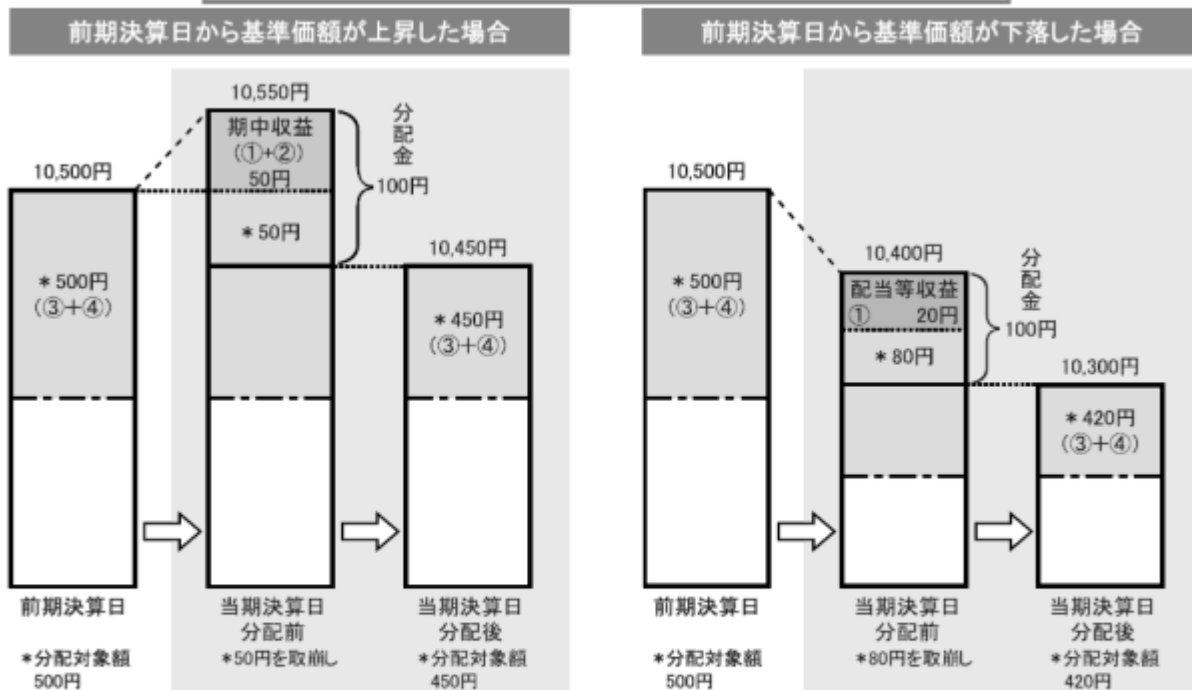 前期決算日から基準価額が上昇した場合
10,550円
期中収益
(①+②)
50円
*50円
分配金
100円
10,500円
*500円
(③+④)
10,450円
*450円
(③+④)
前期決算日
*分配対象額
500円
当期決算日
分配前
*50円を取崩し
当期決算日
分配後
*分配対象額
450円
前期決算日から基準価額が下落した場合
10,500円
*500円
(③+④)
10,400円
配当等収益
① 20円
*80円
分配金
100円
10,300円
*420円
(③+④)
前期決算日
*分配対象額
500円
当期決算日
分配前
*80円を取崩し
当期決算日
分配後
*分配対象額
420円